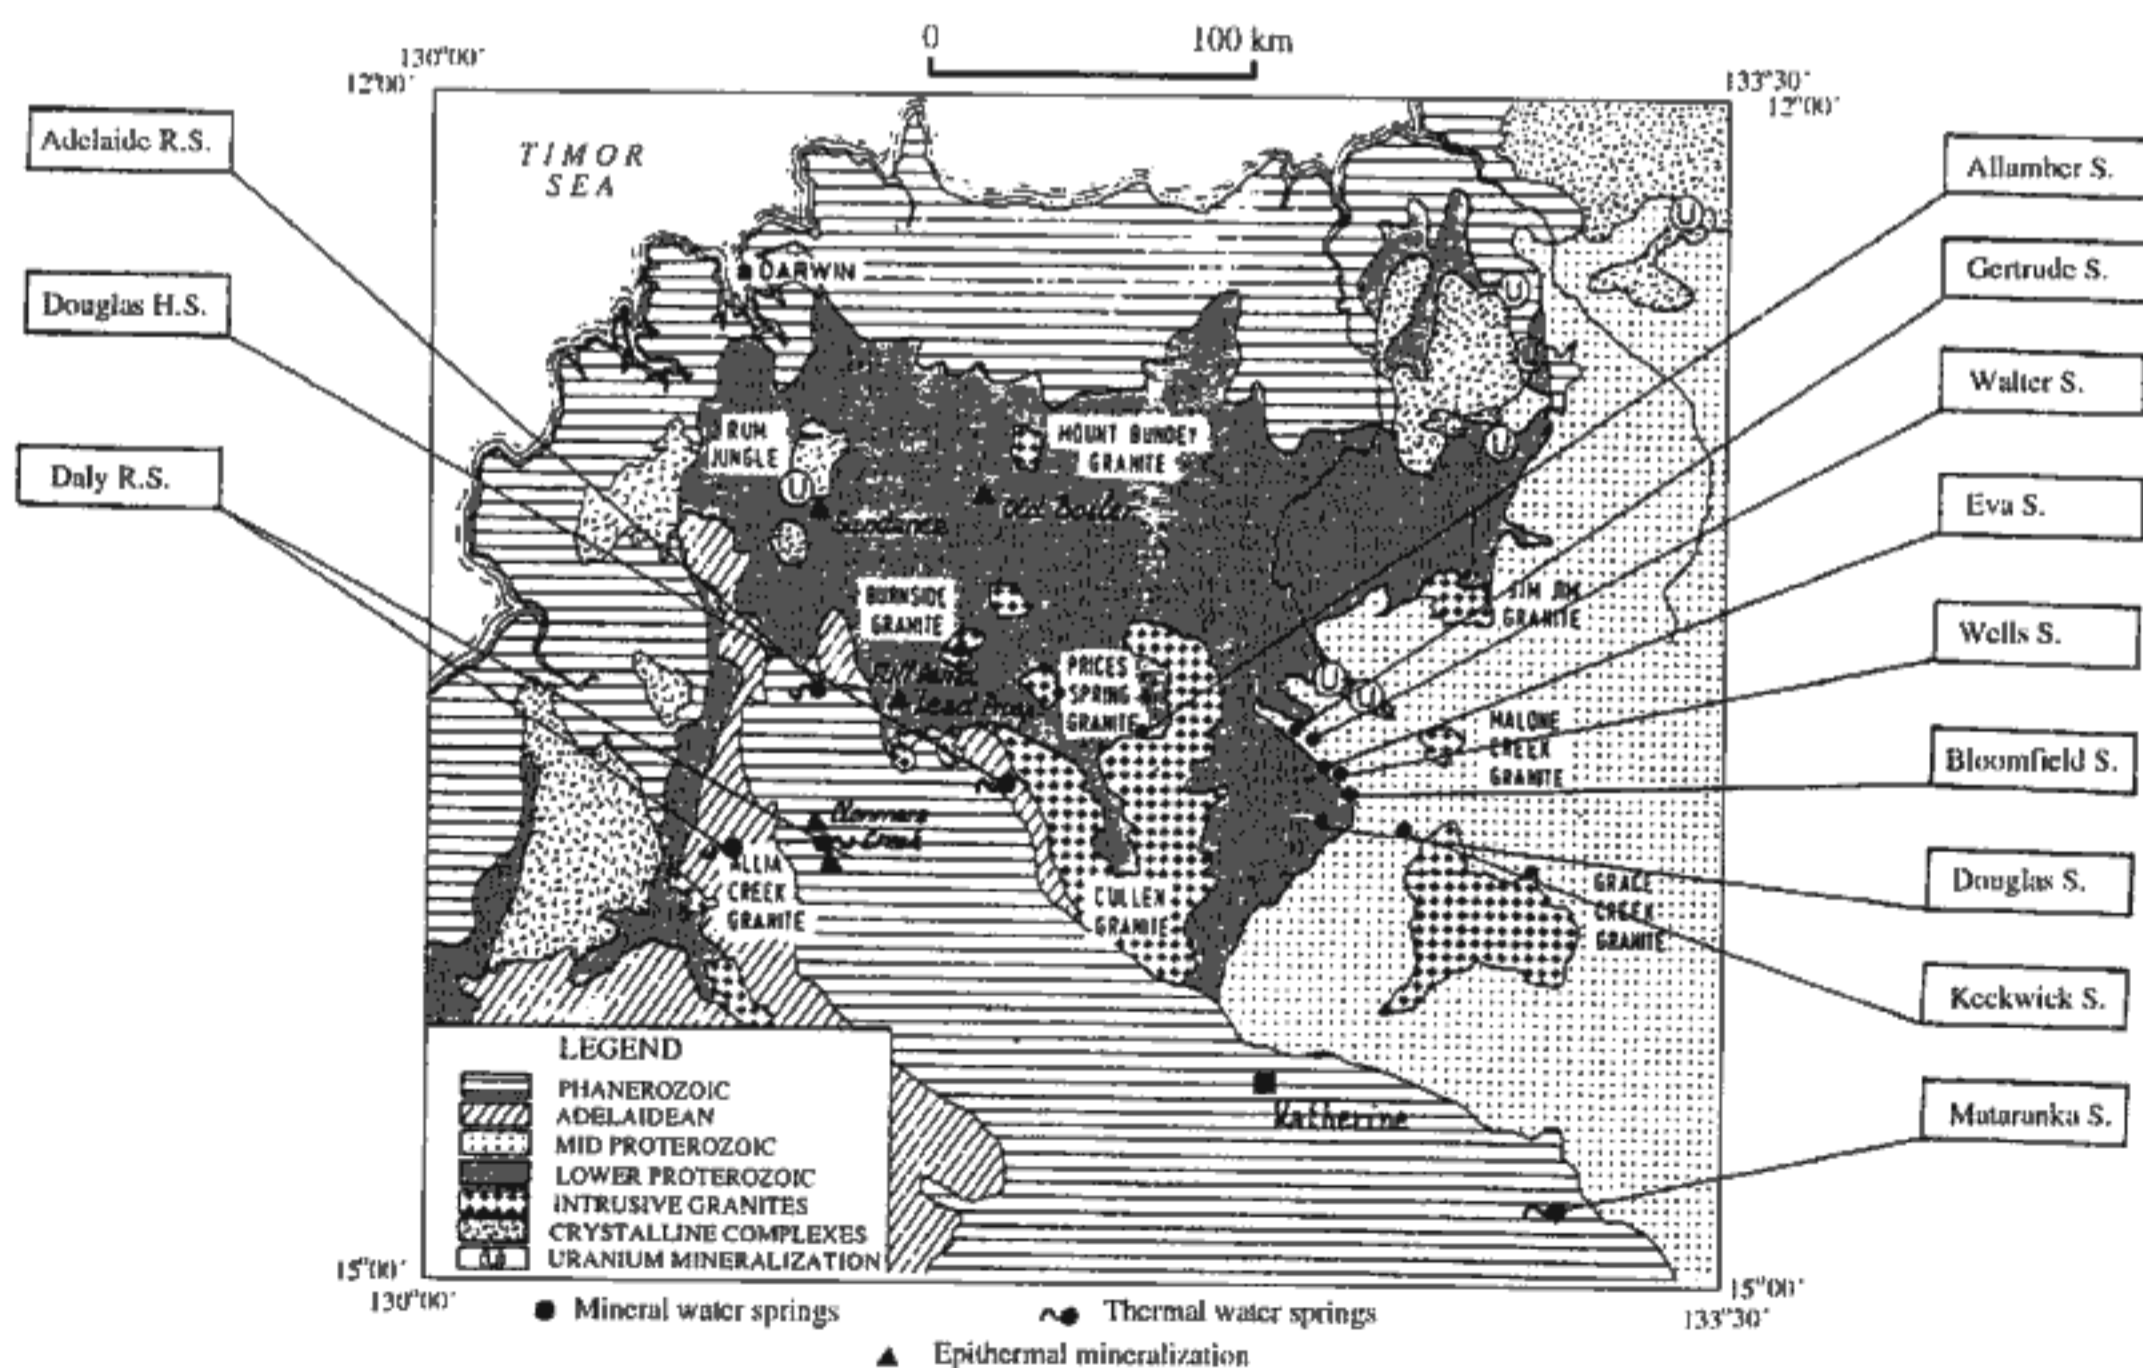 0 100 km
130°00'
12°00'
133°30'
12°00'
Adelaide R.S.
Douglas H.S.
Daly R.S.
TIMOR
SEA
DARWIN
RUM
JUNGLE
U
Sundance
MOUNT BUNDEY
GRANITE
Old Boiler
BURNSIDE
GRANITE
PRICES
SPRING
GRANITE
JIM JIM
GRANITE
MALONE
CREEK
GRANITE
U
U
U
U
U
Creek
ALLIA
CREEK
GRANITE
CULLEN
GRANITE
GRACE
CREEK
GRANITE
Katherine
Allamber S.
Gertrude S.
Walter S.
Eva S.
Wells S.
Bloomfield S.
Douglas S.
Keckwick S.
Mataranka S.
LEGEND
PHANEROZOIC
ADELAIDEAN
MID PROTEROZOIC
LOWER PROTEROZOIC
INTRUSIVE GRANITES
CRYSTALLINE COMPLEXES
U URANIUM MINERALIZATION
15°00'
130°00'
15°00'
133°30'
Mineral water springs
Thermal water springs
Epithermal mineralization